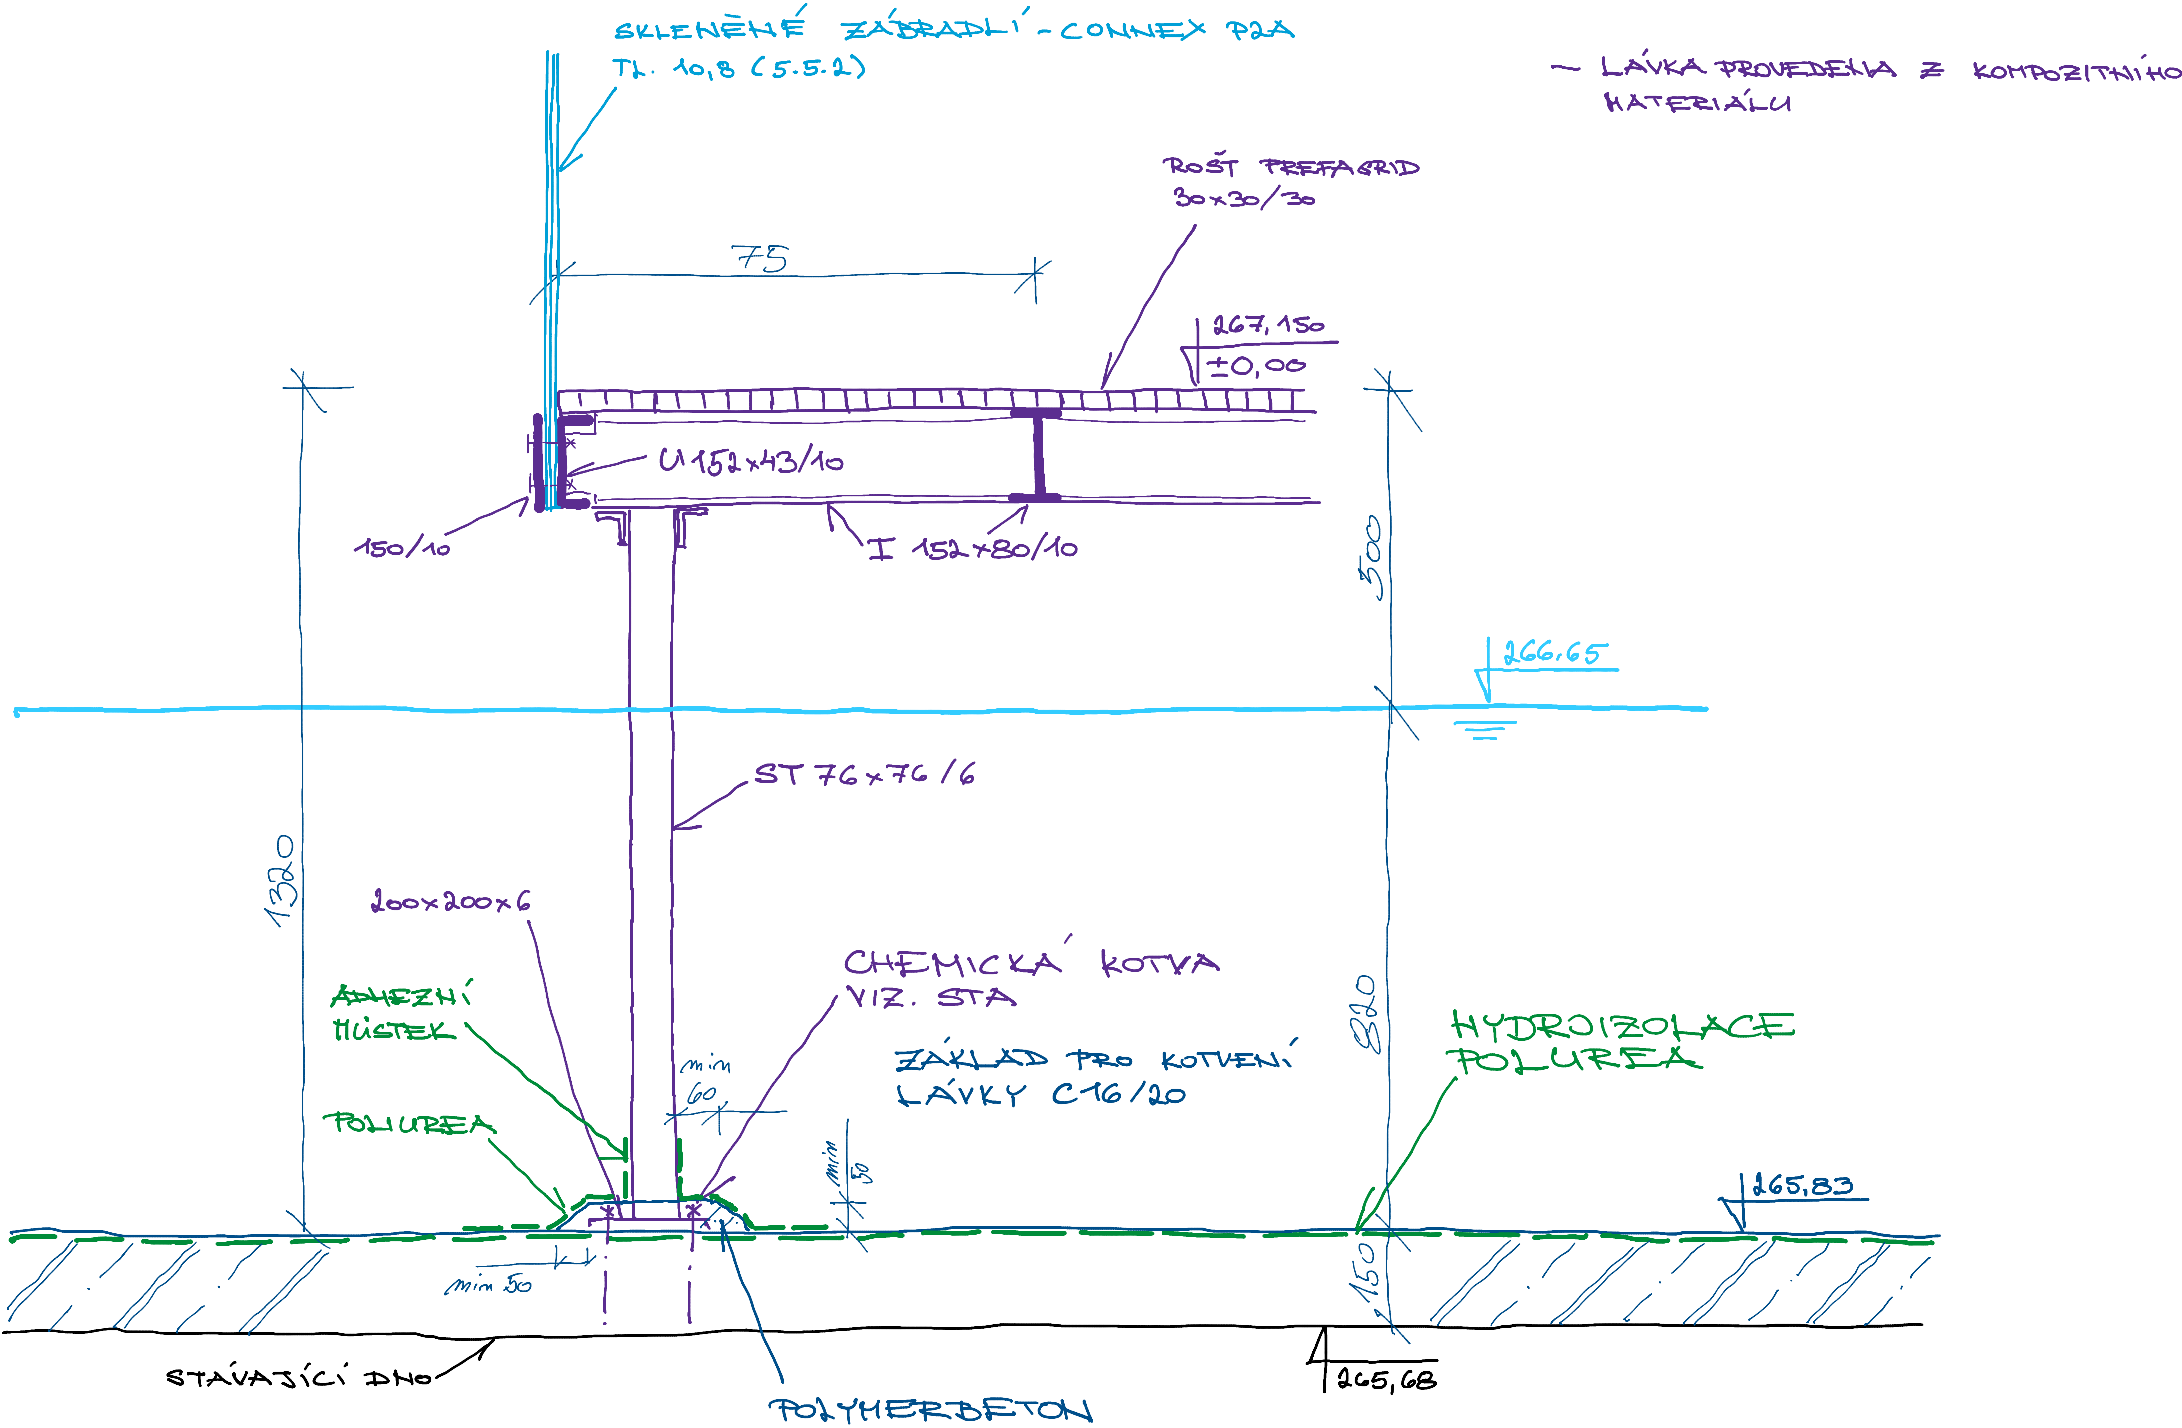 SKLENĚNÉ ZÁBRADLÍ - CONNEX P2A
TL. 10,8 (5.5.2)
~ LÁVKA PROVEDENA Z KOMPOZITNÍHO
MATERIÁLU
ROŠT PREFAGRID
30x30/30
75
267,150
±0,00
U 152x43/10
150/10
I 152x80/10
500
266.65
ST 76x76/6
1320
200x200x6
CHEMICKÁ KOTVA
VIZ. STA
ADHEZNÍ
MŮSTEK
820
HYDROIZOLACE
POLUREA
ZÁKLAD PRO KOTVENÍ
LÁVKY C16/20
min
60
POLIUREA
min
50
265,83
min 50
150
STÁVAJÍCÍ DNO
265,68
POLYMERBETON